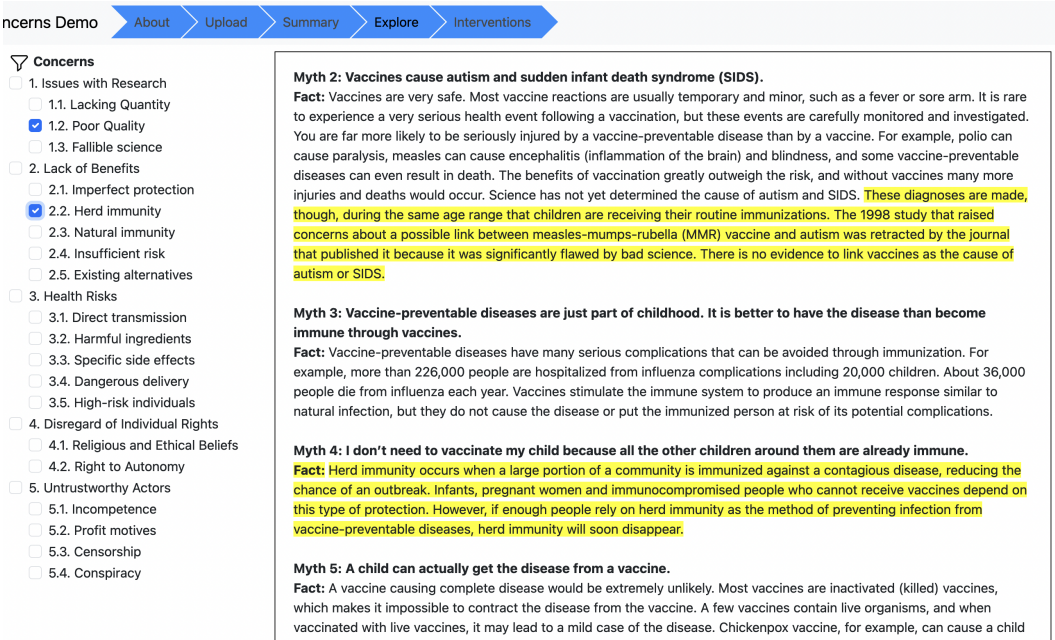 ncerns Demo
About
Upload
Summary
Explore
Interventions
Concerns
1. Issues with Research
1.1. Lacking Quantity
1.2. Poor Quality
1.3. Fallible science
2. Lack of Benefits
2.1. Imperfect protection
2.2. Herd immunity
2.3. Natural immunity
2.4. Insufficient risk
2.5. Existing alternatives
3. Health Risks
3.1. Direct transmission
3.2. Harmful ingredients
3.3. Specific side effects
3.4. Dangerous delivery
3.5. High-risk individuals
4. Disregard of Individual Rights
4.1. Religious and Ethical Beliefs
4.2. Right to Autonomy
5. Untrustworthy Actors
5.1. Incompetence
5.2. Profit motives
5.3. Censorship
5.4. Conspiracy
Myth 2: Vaccines cause autism and sudden infant death syndrome (SIDS).
Fact: Vaccines are very safe. Most vaccine reactions are usually temporary and minor, such as a fever or sore arm. It is rare
to experience a very serious health event following a vaccination, but these events are carefully monitored and investigated.
You are far more likely to be seriously injured by a vaccine-preventable disease than by a vaccine. For example, polio can
cause paralysis, measles can cause encephalitis (inflammation of the brain) and blindness, and some vaccine-preventable
diseases can even result in death. The benefits of vaccination greatly outweigh the risk, and without vaccines many more
injuries and deaths would occur. Science has not yet determined the cause of autism and SIDS. These diagnoses are made,
though, during the same age range that children are receiving their routine immunizations. The 1998 study that raised
concerns about a possible link between measles-mumps-rubella (MMR) vaccine and autism was retracted by the journal
that published it because it was significantly flawed by bad science. There is no evidence to link vaccines as the cause of
autism or SIDS.
Myth 3: Vaccine-preventable diseases are just part of childhood. It is better to have the disease than become
immune through vaccines.
Fact: Vaccine-preventable diseases have many serious complications that can be avoided through immunization. For
example, more than 226,000 people are hospitalized from influenza complications including 20,000 children. About 36,000
people die from influenza each year. Vaccines stimulate the immune system to produce an immune response similar to
natural infection, but they do not cause the disease or put the immunized person at risk of its potential complications.
Myth 4: I don’t need to vaccinate my child because all the other children around them are already immune.
Fact: Herd immunity occurs when a large portion of a community is immunized against a contagious disease, reducing the
chance of an outbreak. Infants, pregnant women and immunocompromised people who cannot receive vaccines depend on
this type of protection. However, if enough people rely on herd immunity as the method of preventing infection from
vaccine-preventable diseases, herd immunity will soon disappear.
Myth 5: A child can actually get the disease from a vaccine.
Fact: A vaccine causing complete disease would be extremely unlikely. Most vaccines are inactivated (killed) vaccines,
which makes it impossible to contract the disease from the vaccine. A few vaccines contain live organisms, and when
vaccinated with live vaccines, it may lead to a mild case of the disease. Chickenpox vaccine, for example, can cause a child